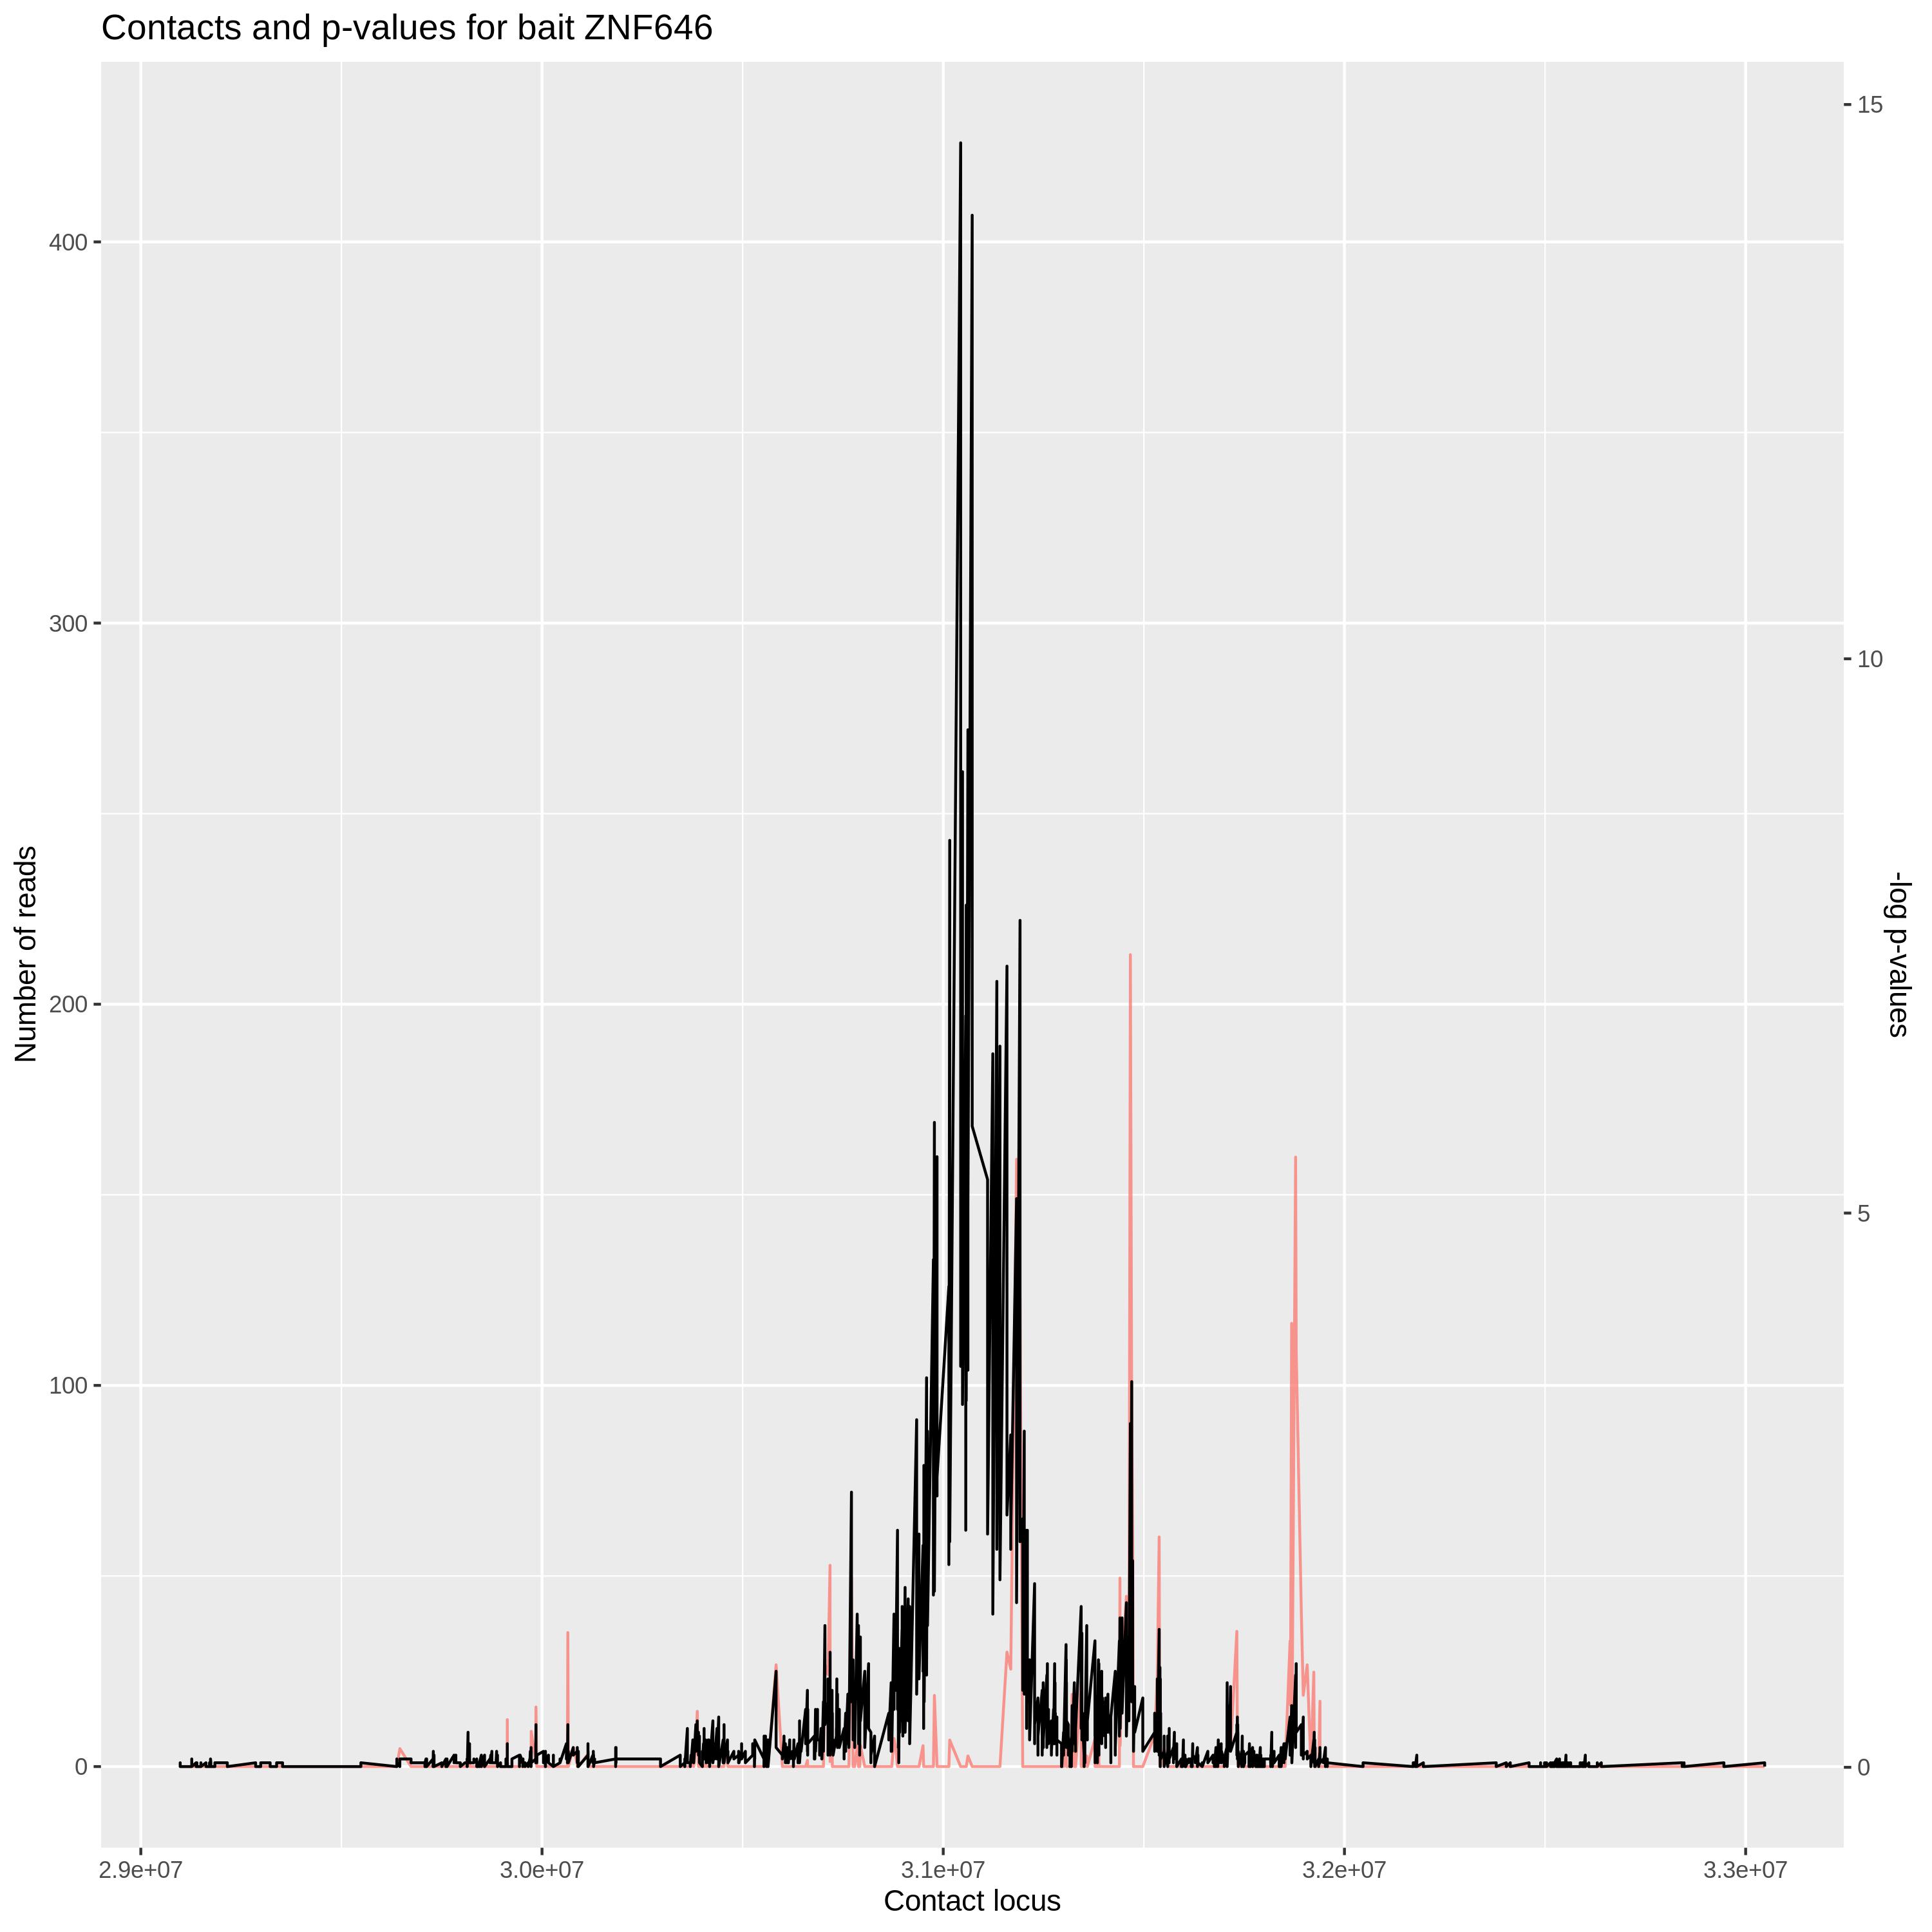 Contacts and p-values for bait ZNF646
Number of reads
400
300
200
100
0
15
10
5
0
-log p-values
2.9e+07
3.0e+07
3.1e+07
3.2e+07
3.3e+07
Contact locus